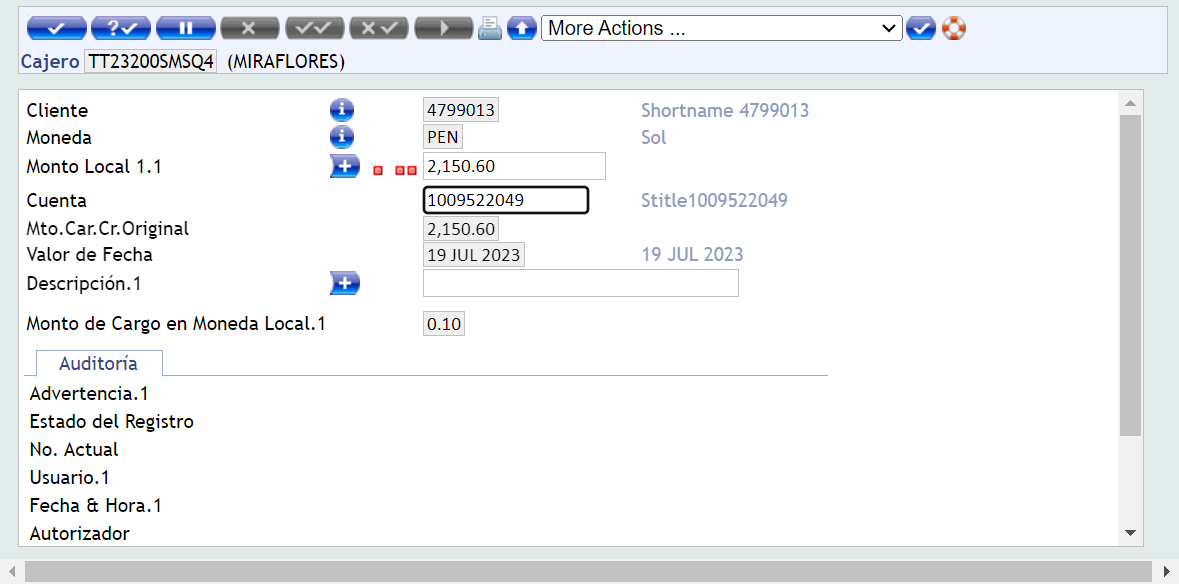 More Actions ...
Cajero TT23200SMSQ4 (MIRAFLORES)
Cliente 4799013 Shortname 4799013
Moneda PEN Sol
Monto Local 1.1 2,150.60
Cuenta 1009522049 Stitle1009522049
Mto.Car.Cr.Original 2,150.60
Valor de Fecha 19 JUL 2023 19 JUL 2023
Descripción.1
Monto de Cargo en Moneda Local.1 0.10
Auditoría
Advertencia.1
Estado del Registro
No. Actual
Usuario.1
Fecha & Hora.1
Autorizador